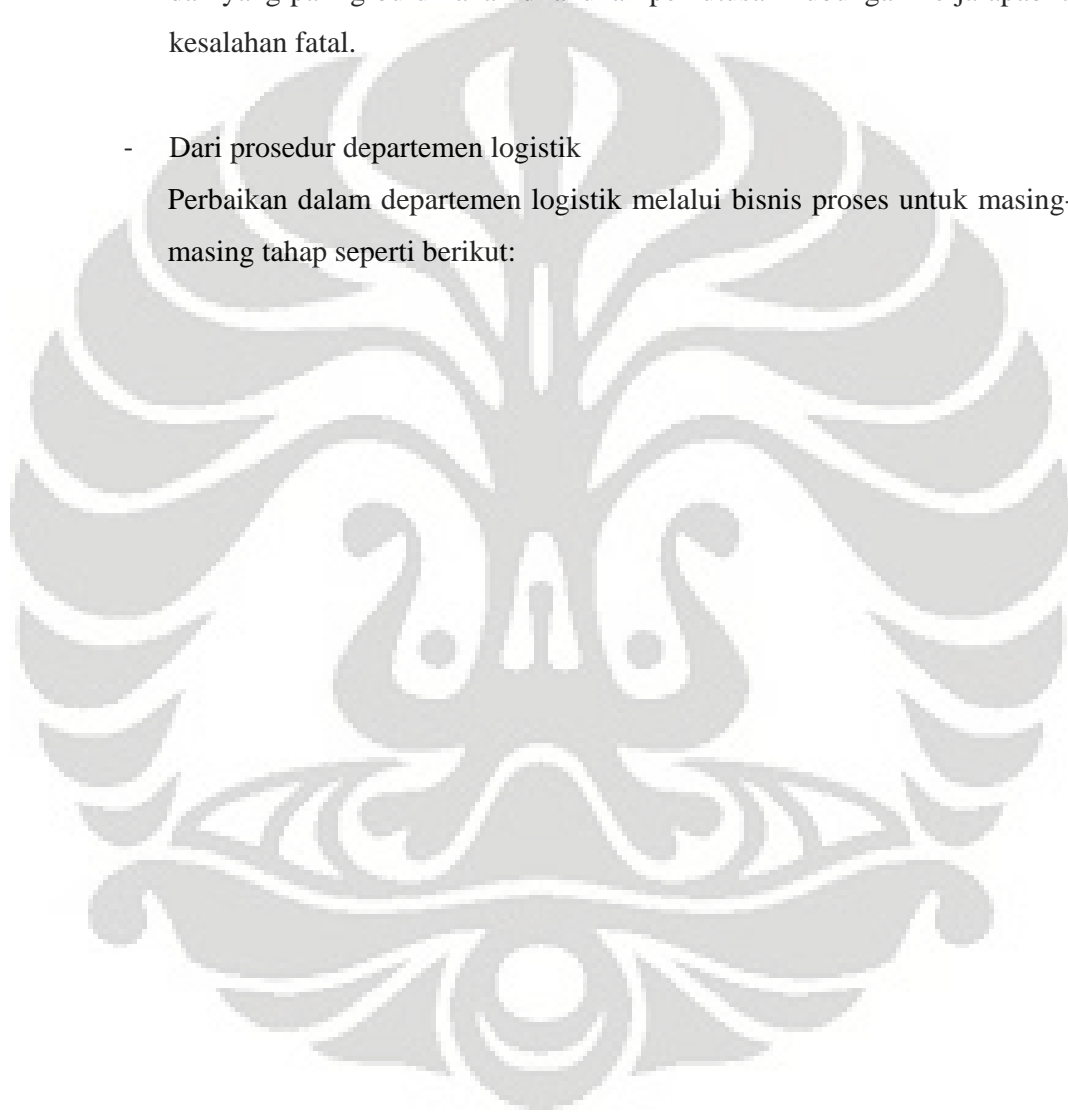 kesalahan fatal.
- Dari prosedur departemen logistik
Perbaikan dalam departemen logistik melalui bisnis proses untuk masing-
masing tahap seperti berikut: